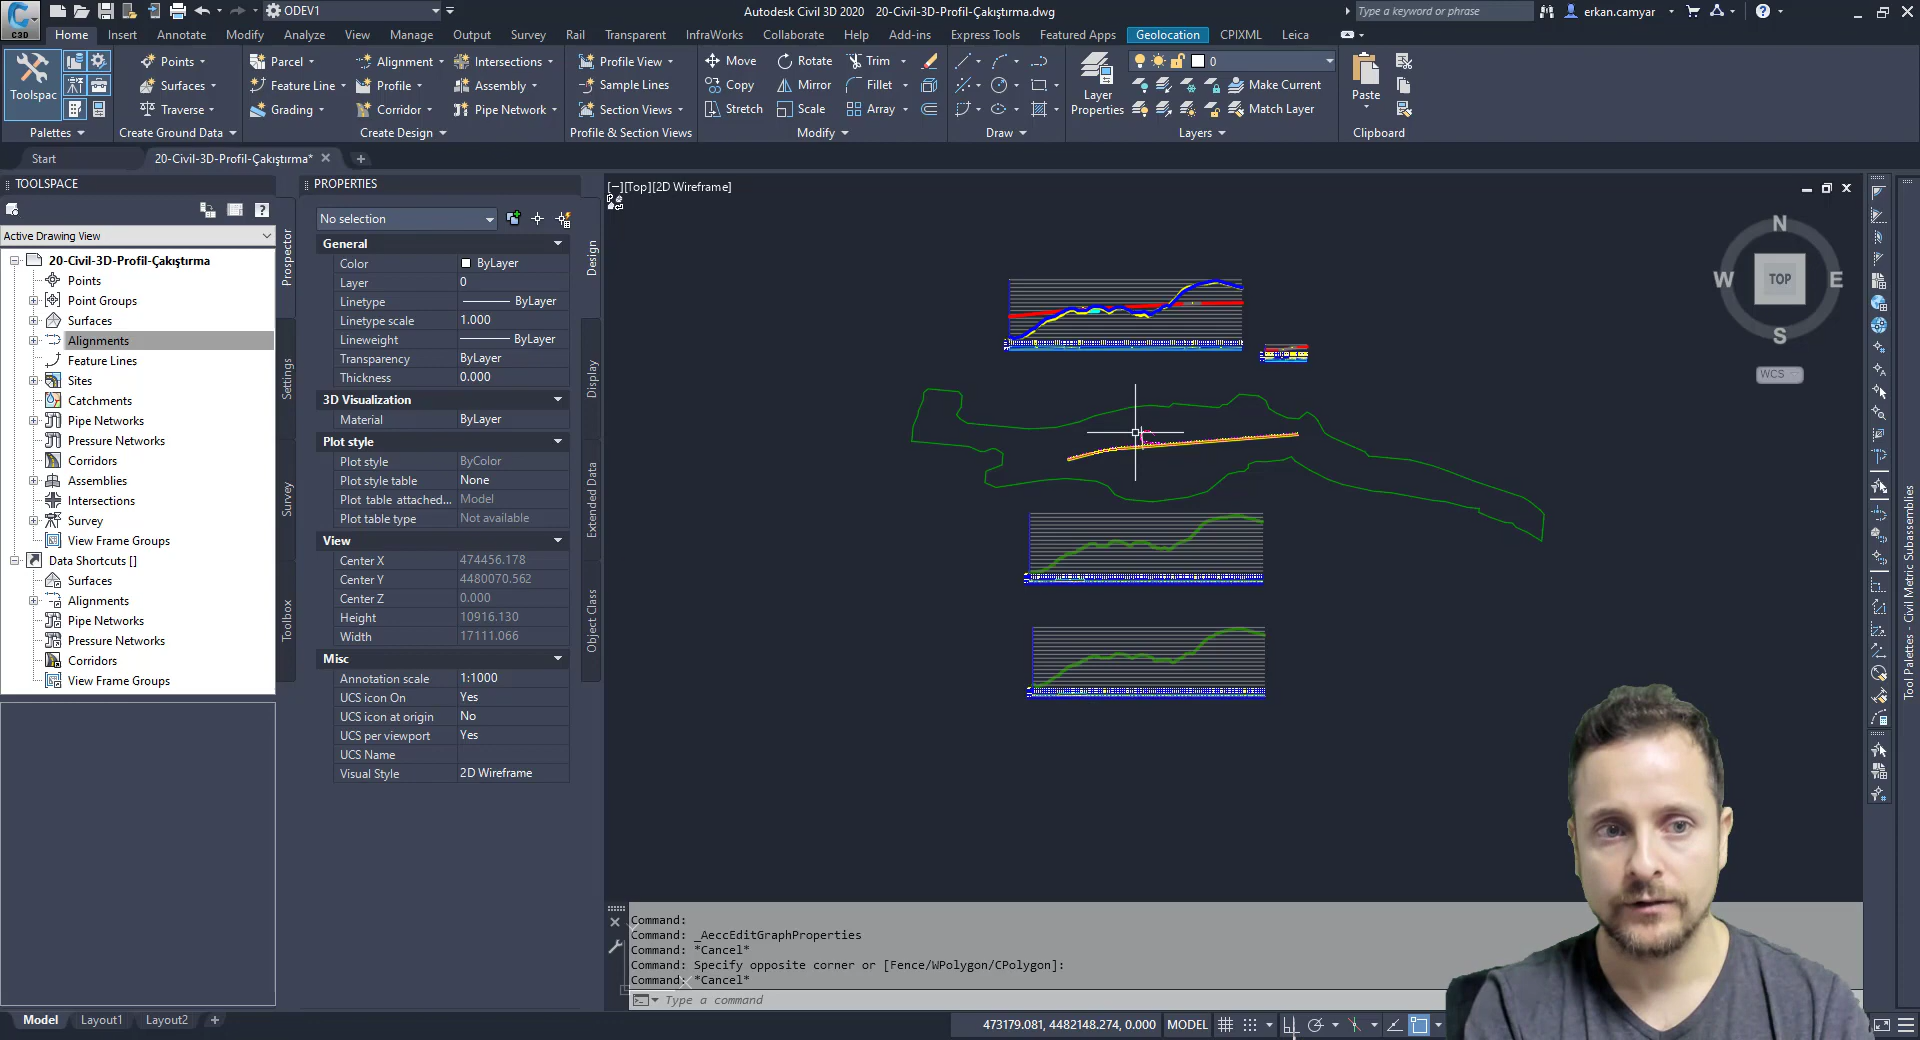 C3D
ODEV1
Autodesk Civil 3D 2020 20-Civil-3D-Profil-Çakıştırma.dwg
Type a keyword or phrase
erkan.camyar
Home Insert Annotate Modify Analyze View Manage Output Survey Rail Transparent InfraWorks Collaborate Help Add-ins Express Tools Featured Apps Geolocation CPIXML Leica
Toolspac
Palettes
Points
Surfaces
Traverse
Create Ground Data
Parcel
Feature Line
Grading
Alignment
Profile
Corridor
Intersections
Assembly
Pipe Network
Create Design
Profile View
Sample Lines
Section Views
Profile & Section Views
Move Rotate Trim
Copy Mirror Fillet
Stretch Scale Array
Modify
Draw
Layer Properties
0
Make Current
Match Layer
Layers
Paste
Clipboard
Start
20-Civil-3D-Profil-Çakıştırma*
TOOLSPACE
Active Drawing View
20-Civil-3D-Profil-Çakıştırma
Points
Point Groups
Surfaces
Alignments
Feature Lines
Sites
Catchments
Pipe Networks
Pressure Networks
Corridors
Assemblies
Intersections
Survey
View Frame Groups
Data Shortcuts []
Surfaces
Alignments
Pipe Networks
Pressure Networks
Corridors
View Frame Groups
Prospector
Settings
Survey
Toolbox
PROPERTIES
No selection
General
Color ByLayer
Layer 0
Linetype ByLayer
Linetype scale 1.000
Lineweight ByLayer
Transparency ByLayer
Thickness 0.000
3D Visualization
Material ByLayer
Plot style
Plot style ByColor
Plot style table None
Plot table attached... Model
Plot table type Not available
View
Center X 474456.178
Center Y 4480070.562
Center Z 0.000
Height 10916.130
Width 17111.066
Misc
Annotation scale 1:1000
UCS icon On Yes
UCS icon at origin No
UCS per viewport Yes
UCS Name
Visual Style 2D Wireframe
Design
Display
Extended Data
Object Class
[−][Top][2D Wireframe]
N
W TOP E
S
WCS
Tool Palettes - Civil Metric Subassemblies
Command:
Command: _AeccEditGraphProperties
Command: *Cancel*
Command: Specify opposite corner or [Fence/WPolygon/CPolygon]:
Command: *Cancel*
Type a command
Model Layout1 Layout2
473179.081, 4482148.274, 0.000 MODEL